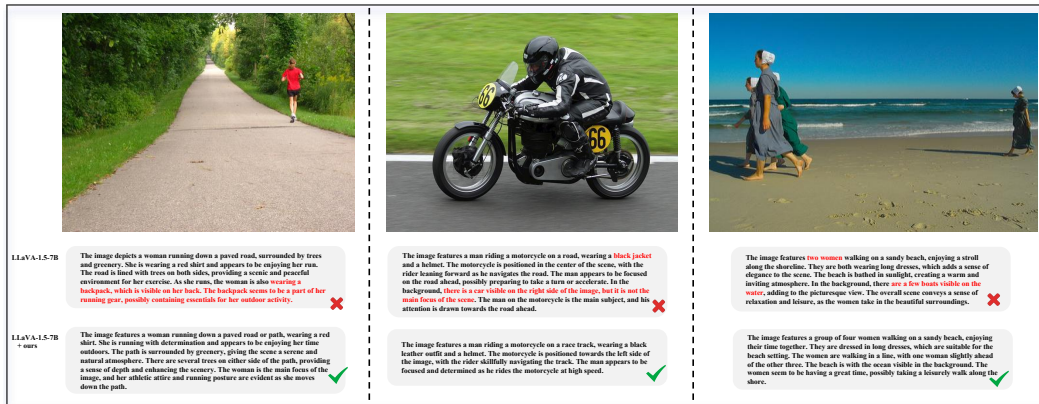 66
66
LLaVA-1.5-7B
The image depicts a woman running down a paved road, surrounded by trees
and greenery. She is wearing a red shirt and appears to be enjoying her run.
The road is lined with trees on both sides, providing a scenic and peaceful
environment for her exercise. As she runs, the woman is also wearing a
backpack, which is visible on her back. The backpack seems to be a part of her
running gear, possibly containing essentials for her outdoor activity.
The image features a man riding a motorcycle on a road, wearing a black jacket
and a helmet. The motorcycle is positioned in the center of the scene, with the
rider leaning forward as he navigates the road. The man appears to be focused
on the road ahead, possibly preparing to take a turn or accelerate. In the
background, there is a car visible on the right side of the image, but it is not the
main focus of the scene. The man on the motorcycle is the main subject, and his
attention is drawn towards the road ahead.
The image features two women walking on a sandy beach, enjoying a stroll
along the shoreline. They are both wearing long dresses, which adds a sense of
elegance to the scene. The beach is bathed in sunlight, creating a warm and
inviting atmosphere. In the background, there are a few boats visible on the
water, adding to the picturesque view. The overall scene conveys a sense of
relaxation and leisure, as the women take in the beautiful surroundings.
LLaVA-1.5-7B
+ ours
The image features a woman running down a paved road or path, wearing a red
shirt. She is running with determination and appears to be enjoying her time
outdoors. The path is surrounded by greenery, giving the scene a serene and
natural atmosphere. There are several trees on either side of the path, providing
a sense of depth and enhancing the scenery. The woman is the main focus of the
image, and her athletic attire and running posture are evident as she moves
down the path.
The image features a man riding a motorcycle on a race track, wearing a black
leather outfit and a helmet. The motorcycle is positioned towards the left side of
the image, with the rider skillfully navigating the track. The man appears to be
focused and determined as he rides the motorcycle at high speed.
The image features a group of four women walking on a sandy beach, enjoying
their time together. They are dressed in long dresses, which are suitable for the
beach setting. The women are walking in a line, with one woman slightly ahead
of the other three. The beach is with the ocean visible in the background. The
women seem to be having a great time, possibly taking a leisurely walk along the
shore.